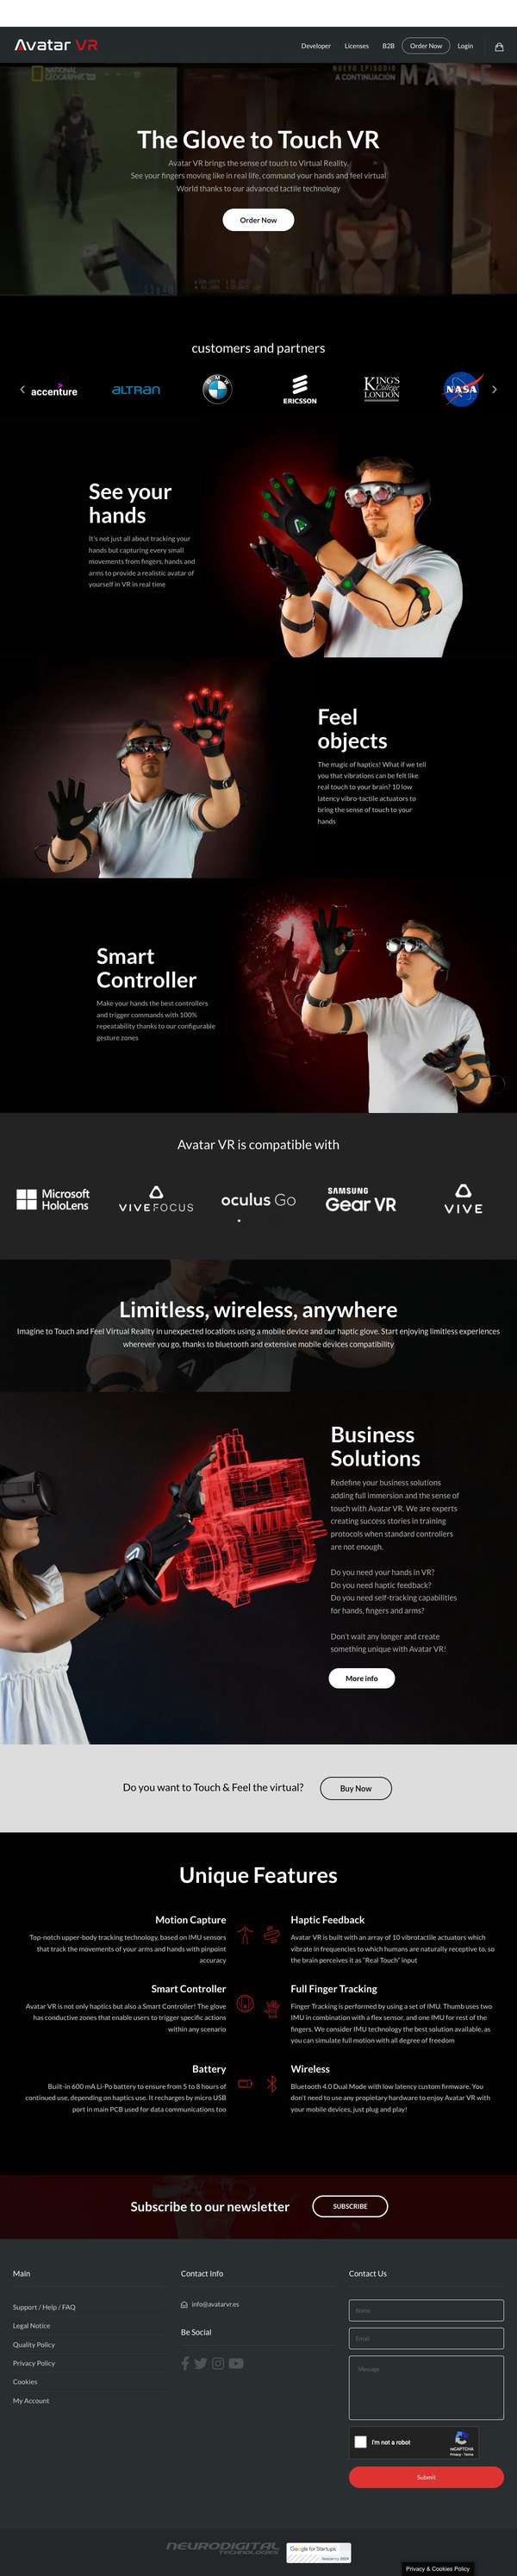 Avatar VR
Developer Licenses B2B Order Now Login
NATIONAL
GEOGRAPHIC
NUEVO EPISODIO
A CONTINUACIÓN
The Glove to Touch VR
Avatar VR brings the sense of touch to Virtual Reality.
See your fingers moving like in real life, command your hands and feel virtual
World thanks to our advanced tactile technology
Order Now
customers and partners
accenture
altran
BMW
ERICSSON
KING'S
College
LONDON
NASA
See your
hands
It's not just all about tracking your
hands but capturing every small
movements from fingers, hands and
arms to provide a realistic avatar of
yourself in VR in real time
Feel
objects
The magic of haptics! What if we tell
you that vibrations can be felt like
real touch to your brain? 10 low
latency vibro-tactile actuators to
bring the sense of touch to your
hands
Smart
Controller
Make your hands the best controllers
and trigger commands with 100%
repeatability thanks to our configurable
gesture zones
Avatar VR is compatible with
Microsoft
HoloLens
VIVE FOCUS
oculus Go
SAMSUNG
Gear VR
VIVE
Limitless, wireless, anywhere
Imagine to Touch and Feel Virtual Reality in unexpected locations using a mobile device and our haptic glove. Start enjoying limitless experiences
wherever you go, thanks to bluetooth and extensive mobile devices compatibility
Business
Solutions
Redefine your business solutions
adding full immersion and the sense of
touch with Avatar VR. We are experts
creating success stories in training
protocols when standard controllers
are not enough.
Do you need your hands in VR?
Do you need haptic feedback?
Do you need self-tracking capabilities
for hands, fingers and arms?
Don't wait any longer and create
something unique with Avatar VR!
More info
Do you want to Touch & Feel the virtual?
Buy Now
Unique Features
Motion Capture
Top-notch upper-body tracking technology, based on IMU sensors
that track the movements of your arms and hands with pinpoint
accuracy
Haptic Feedback
Avatar VR is built with an array of 10 vibrotactile actuators which
vibrate in frequencies to which humans are naturally receptive to, so
the brain perceives it as "Real Touch" input
Smart Controller
Avatar VR is not only haptics but also a Smart Controller! The glove
has conductive zones that enable users to trigger specific actions
within any scenario
Full Finger Tracking
Finger Tracking is performed by using a set of IMU. Thumb uses two
IMU in combination with a flex sensor, and one IMU for rest of the
fingers. We consider IMU technology the best solution available, as
you can simulate full motion with all degree of freedom
Battery
Built-in 600 mA Li-Po battery to ensure from 5 to 8 hours of
continued use, depending on haptics use. It recharges by micro USB
port in main PCB used for data communications too
Wireless
Bluetooth 4.0 Dual Mode with low latency custom firmware. You
don't need to use any propietary hardware to enjoy Avatar VR with
your mobile devices, just plug and play!
Subscribe to our newsletter
SUBSCRIBE
Main
Support / Help / FAQ
Legal Notice
Quality Policy
Privacy Policy
Cookies
My Account
Contact Info
info@avatarvr.es
Be Social
Contact Us
Name
Email
Message
I'm not a robot
reCAPTCHA
Privacy - Terms
Submit
NEURODIGITAL
TECHNOLOGIES
Google for Startups
Residency 2019
Privacy & Cookies Policy